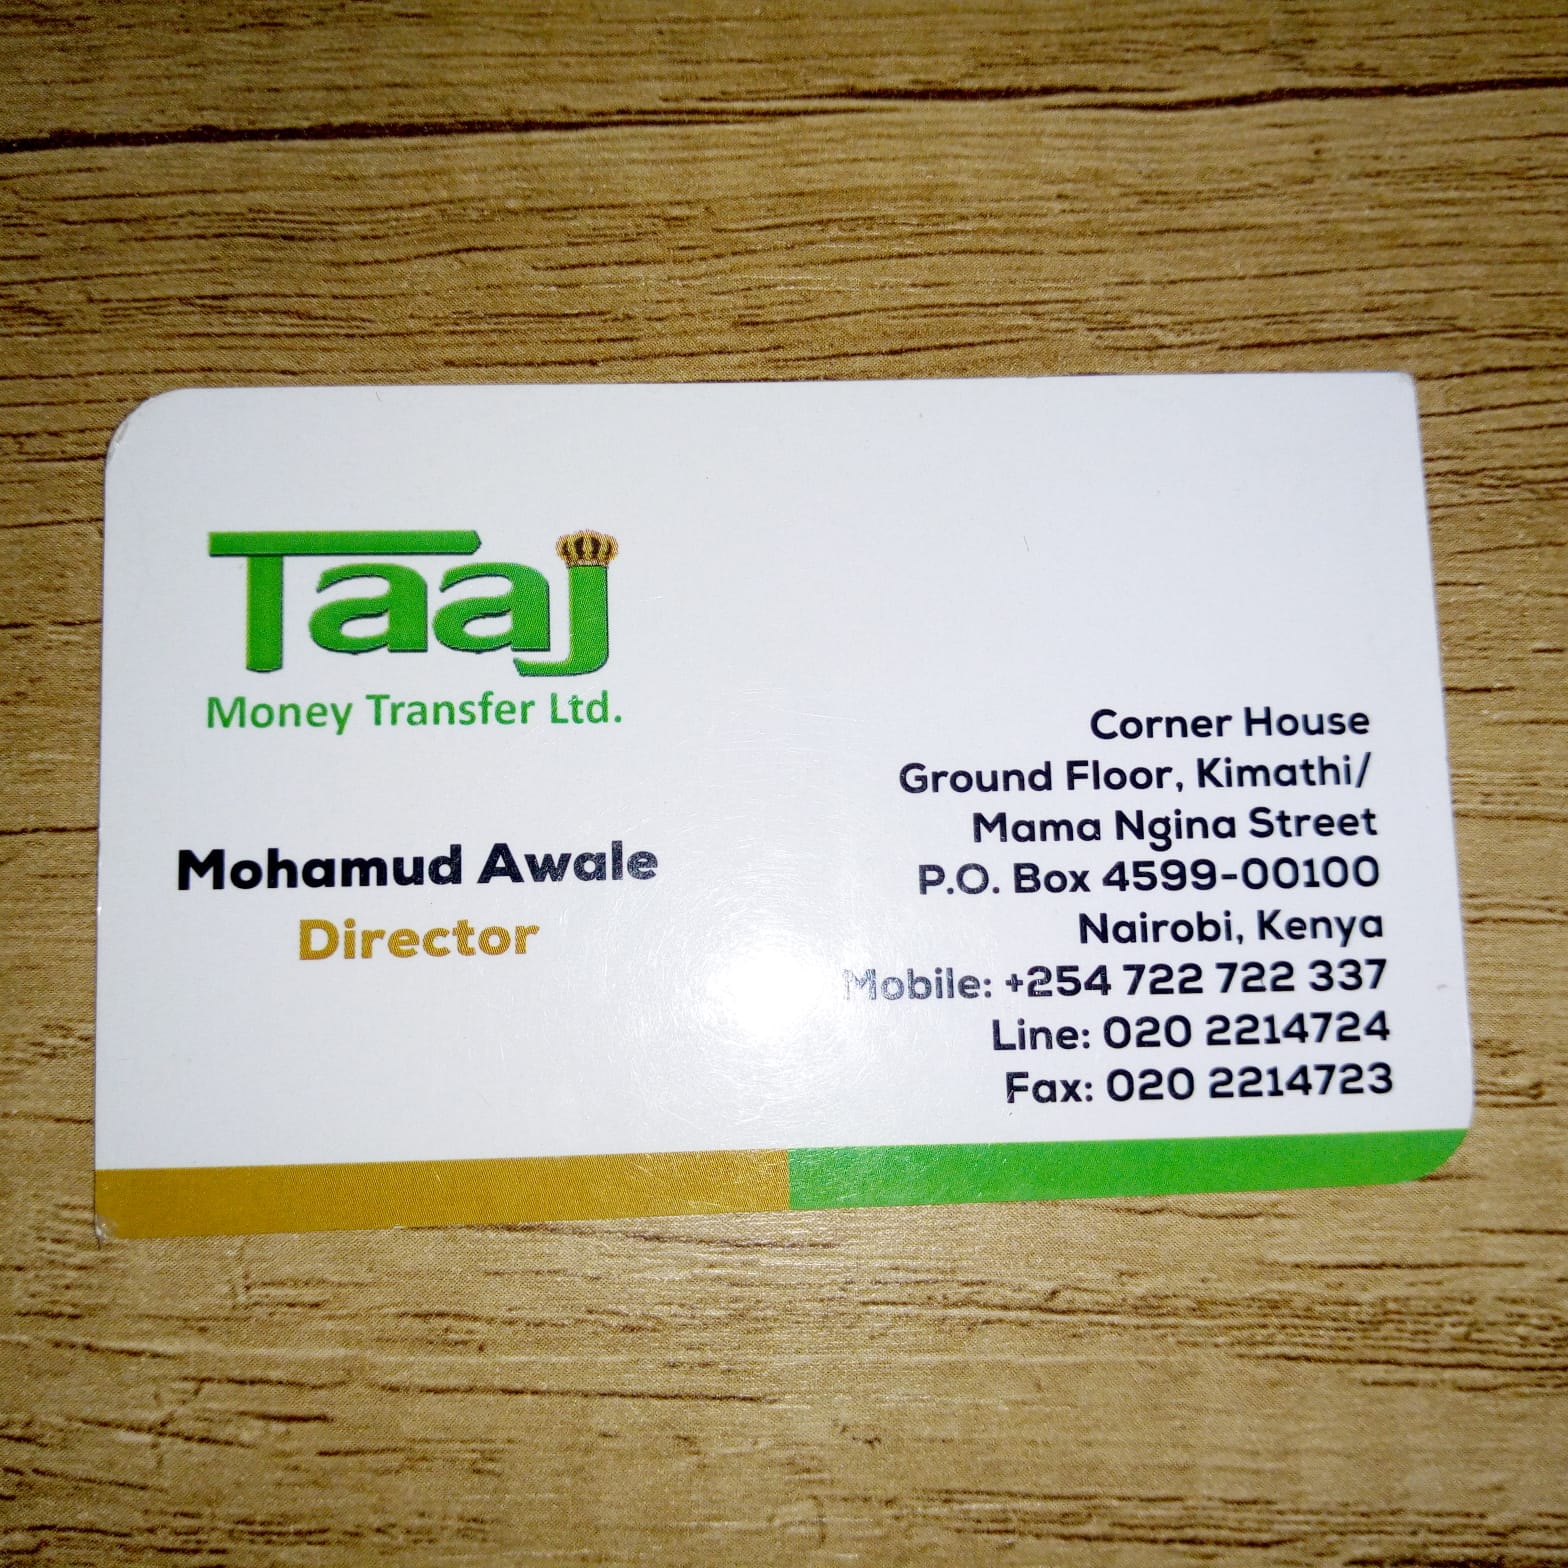 Taaj
Money Transfer Ltd.
Mohamud Awale
Director
Corner House
Ground Floor, Kimathi/
Mama Ngina Street
P.O. Box 4599-00100
Nairobi, Kenya
Mobile: +254 722 722 337
Line: 020 2214724
Fax: 020 2214723